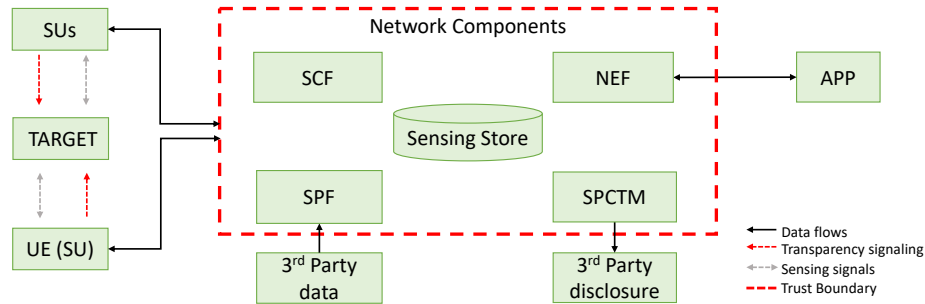 SUs
Network Components
SCF
NEF
APP
TARGET
Sensing Store
SPF
SPCTM
UE (SU)
3rd Party
data
3rd Party
disclosure
Data flows
Transparency signaling
Sensing signals
Trust Boundary